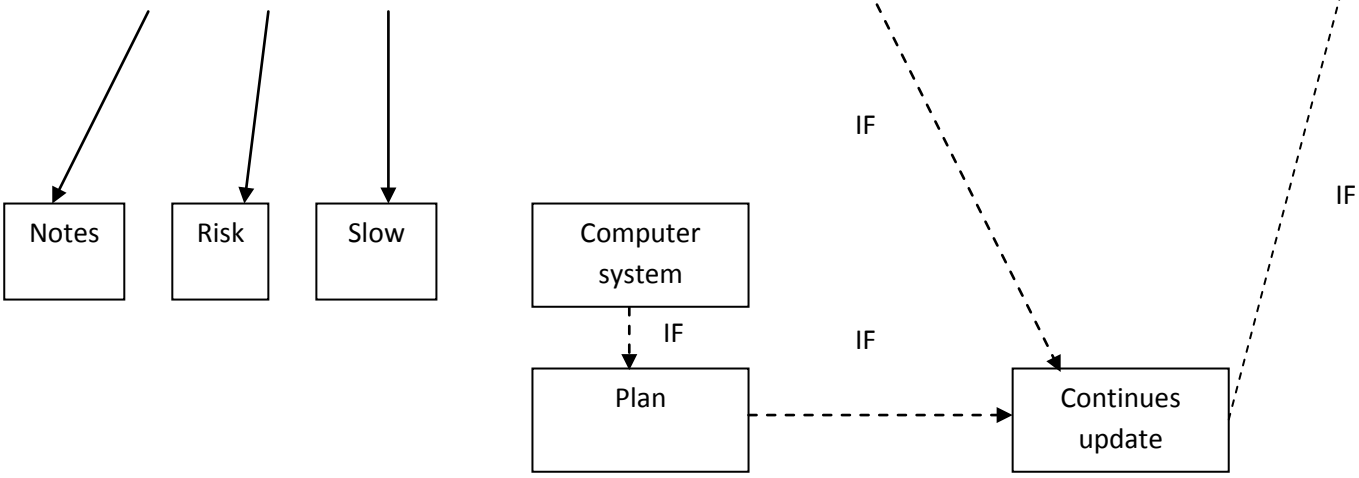 IF
IF
Notes
Risk
Slow
Computer
system
IF
IF
Plan
Continues
update